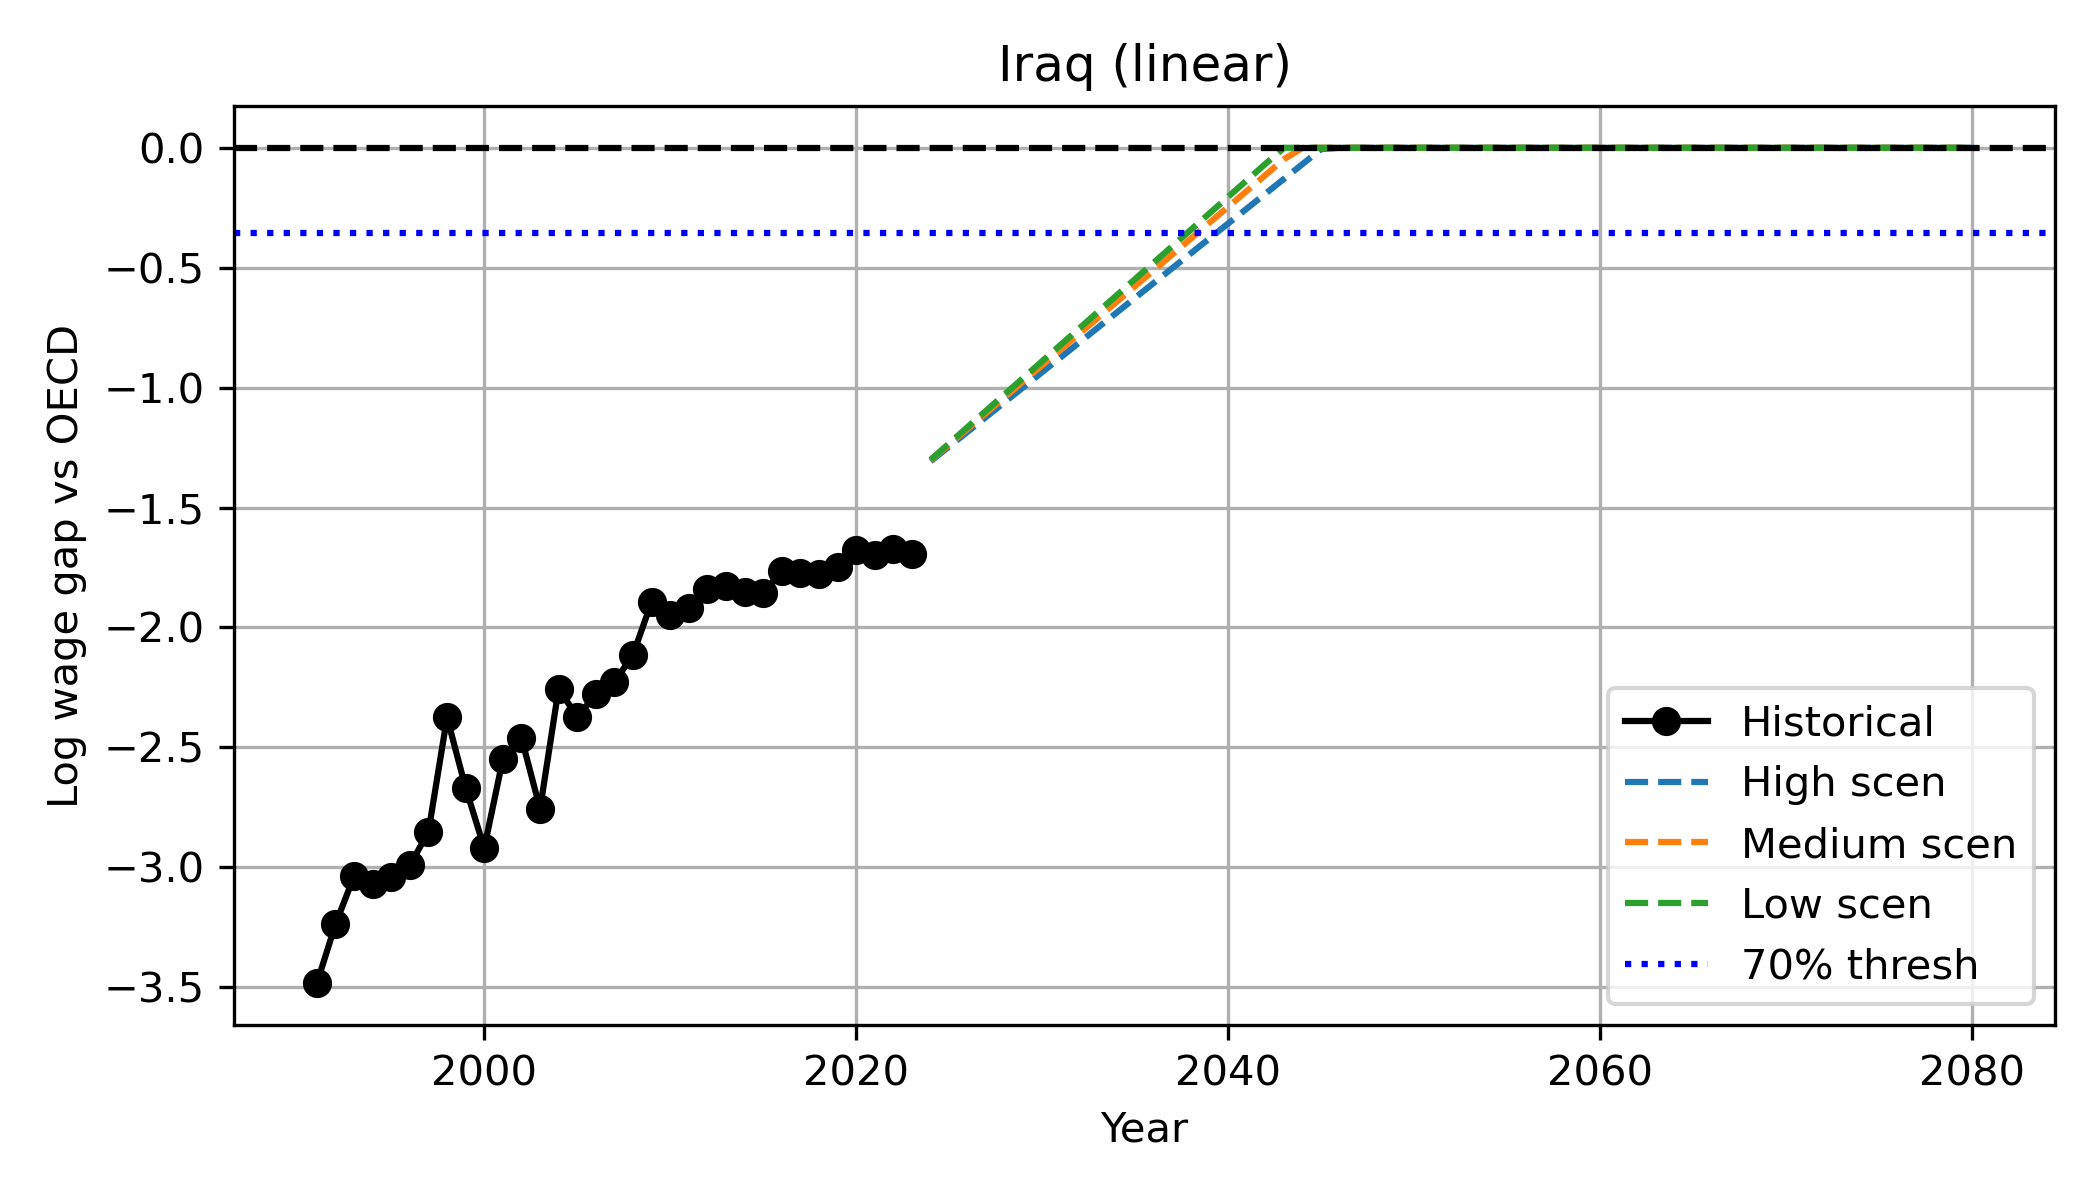 Iraq (linear)
Log wage gap vs OECD
0.0
−0.5
−1.0
−1.5
−2.0
−2.5
−3.0
−3.5
Historical
High scen
Medium scen
Low scen
70% thresh
2000 2020 2040 2060 2080
Year